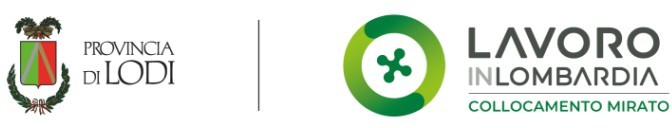 PROVINCIA
DI LODI
LAVORO
INLOMBARDIA
COLLOCAMENTO MIRATO